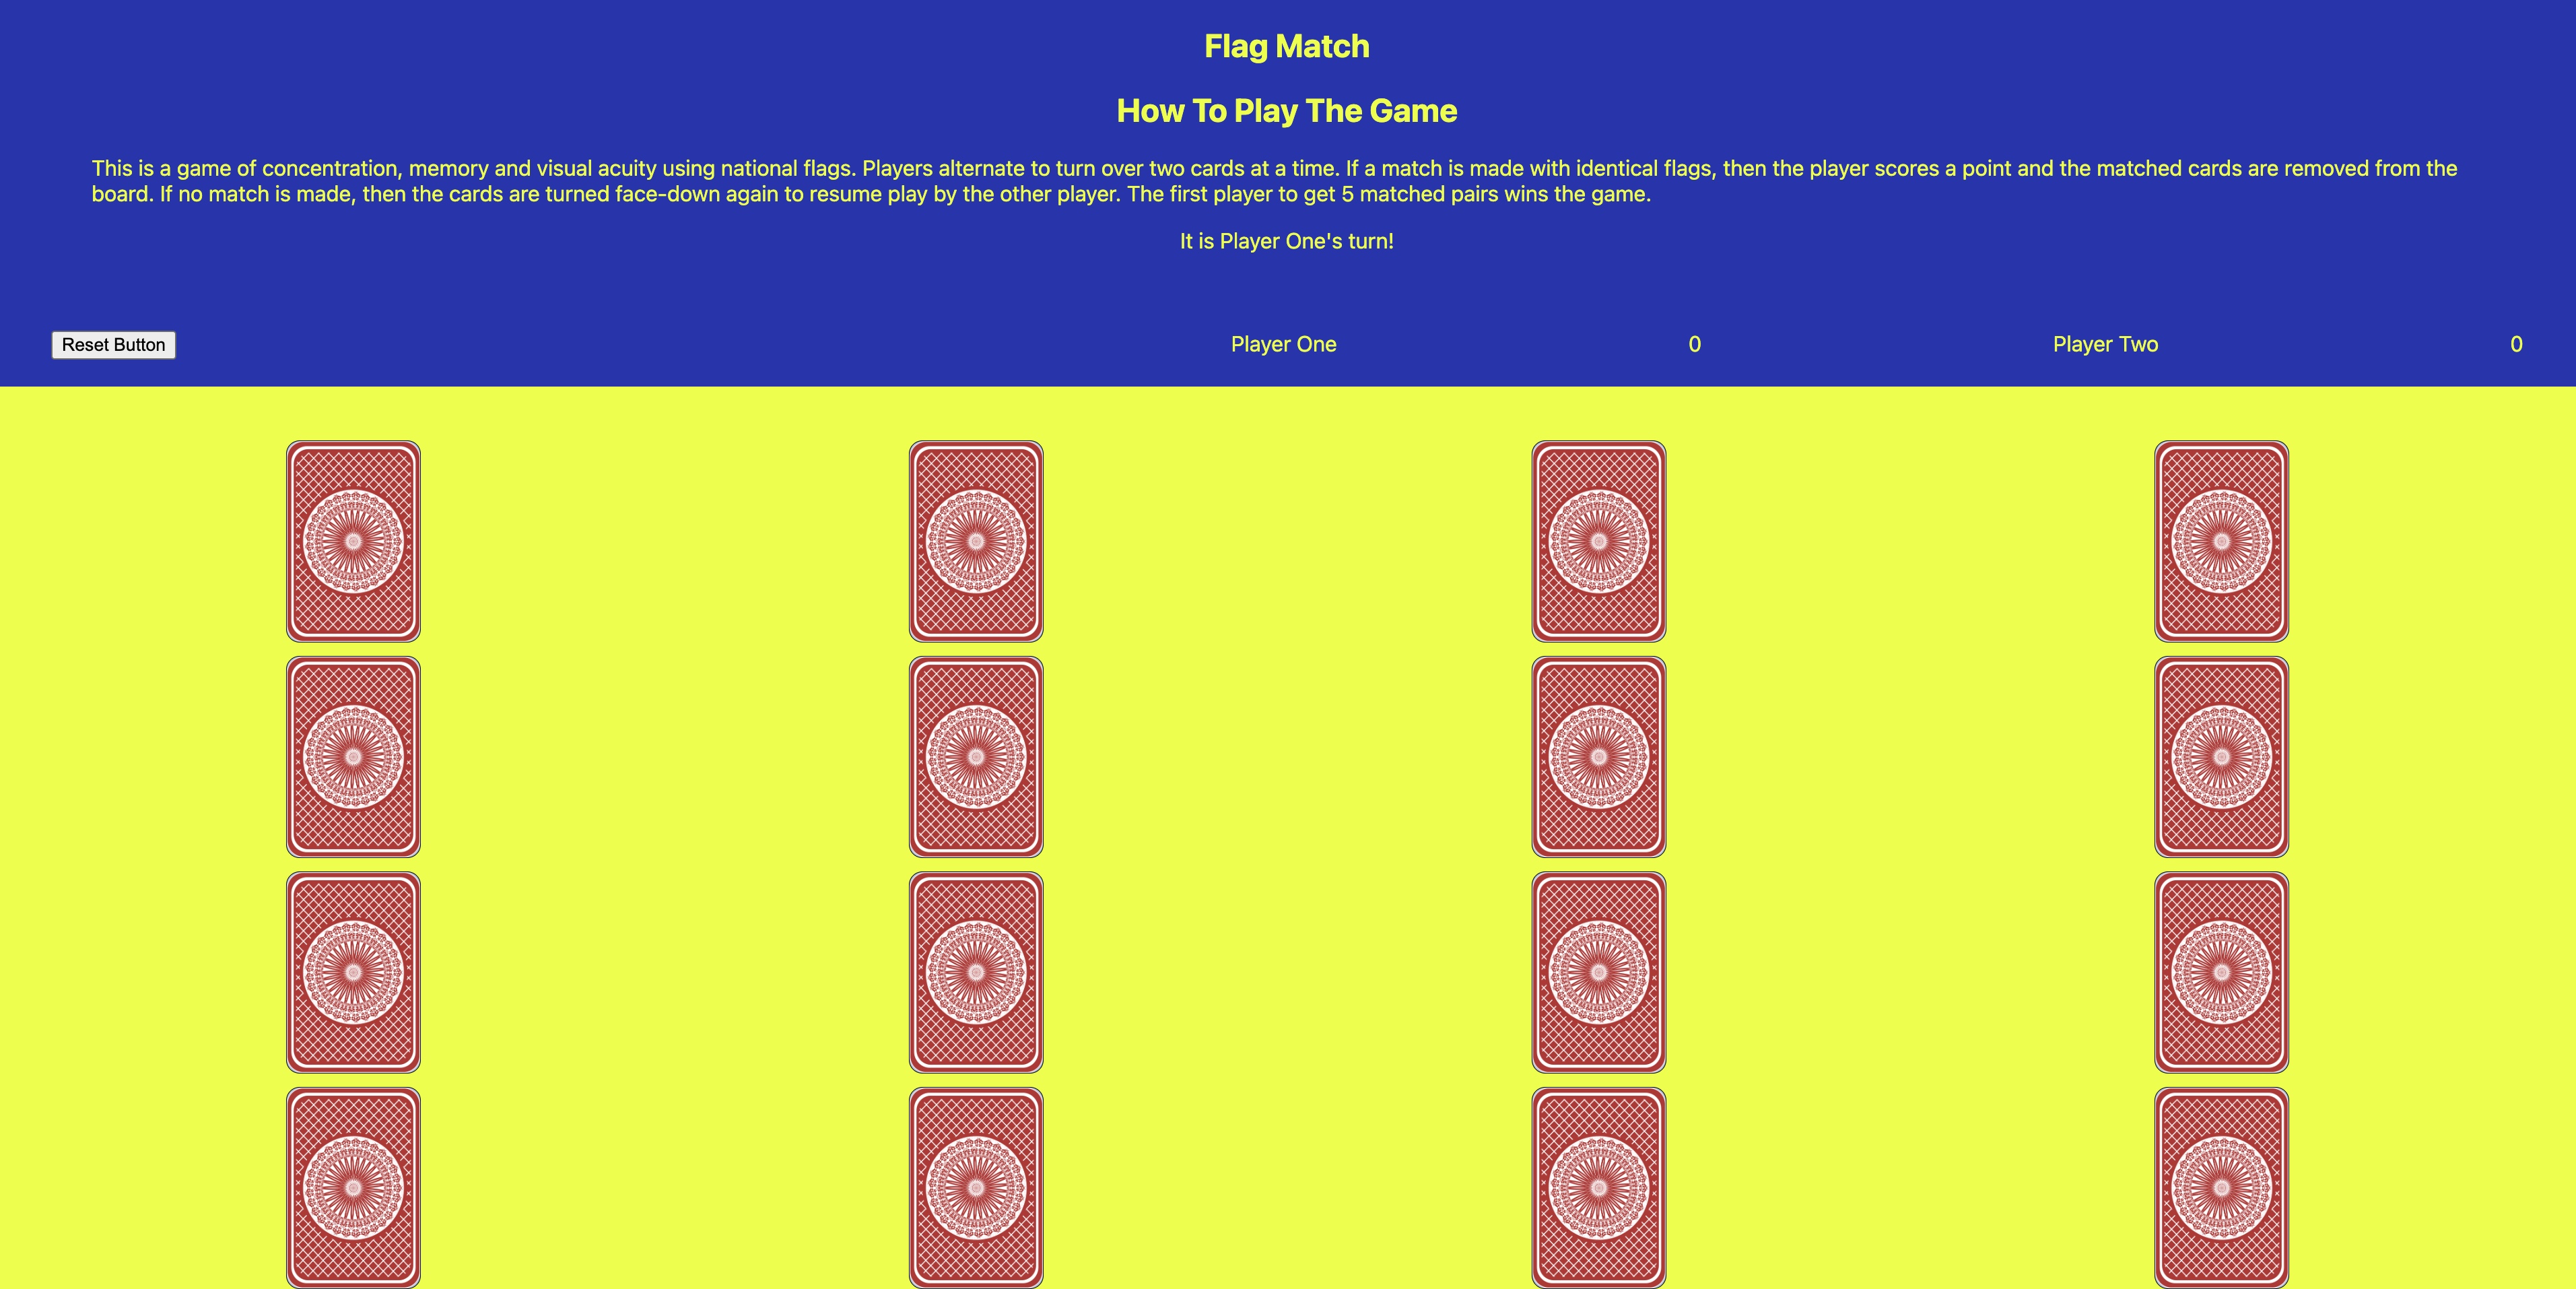 Flag Match
How To Play The Game
This is a game of concentration, memory and visual acuity using national flags. Players alternate to turn over two cards at a time. If a match is made with identical flags, then the player scores a point and the matched cards are removed from the
board. If no match is made, then the cards are turned face-down again to resume play by the other player. The first player to get 5 matched pairs wins the game.
It is Player One's turn!
Reset Button Player One 0 Player Two 0